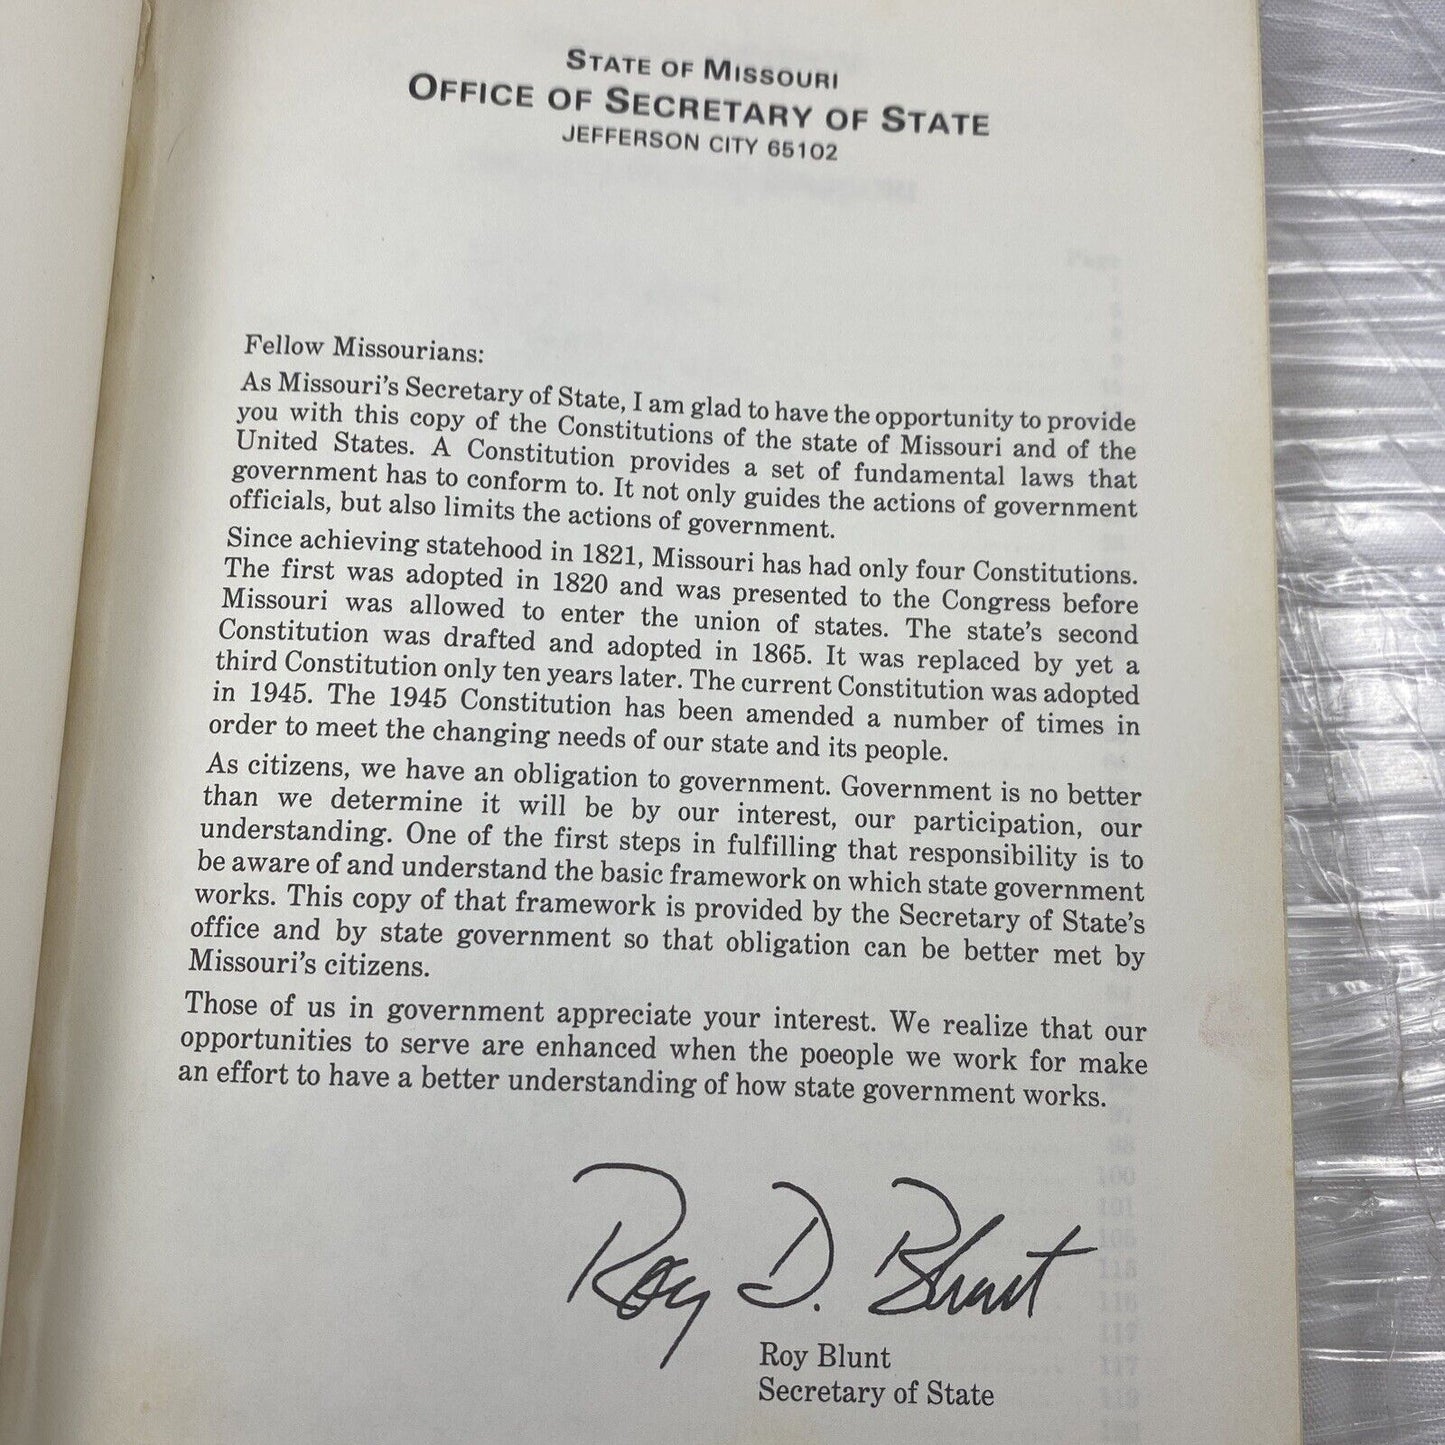 STATE OF MISSOURI
OFFICE OF SECRETARY OF STATE
JEFFERSON CITY 65102
Fellow Missourians:
As Missouri's Secretary of State, I am glad to have the opportunity to provide
you with this copy of the Constitutions of the state of Missouri and of the
United States. A Constitution provides a set of fundamental laws that
government has to conform to. It not only guides the actions of government
officials, but also limits the actions of government.
Since achieving statehood in 1821, Missouri has had only four Constitutions.
The first was adopted in 1820 and was presented to the Congress before
Missouri was allowed to enter the union of states. The state's second
Constitution was drafted and adopted in 1865. It was replaced by yet a
third Constitution only ten years later. The current Constitution was adopted
in 1945. The 1945 Constitution has been amended a number of times in
order to meet the changing needs of our state and its people.
As citizens, we have an obligation to government. Government is no better
than we determine it will be by our interest, our participation, our
understanding. One of the first steps in fulfilling that responsibility is to
be aware of and understand the basic framework on which state government
works. This copy of that framework is provided by the Secretary of State's
office and by state government so that obligation can be better met by
Missouri's citizens.
Those of us in government appreciate your interest. We realize that our
opportunities to serve are enhanced when the poeople we work for make
an effort to have a better understanding of how state government works.
Roy D. Blunt
Roy Blunt
Secretary of State